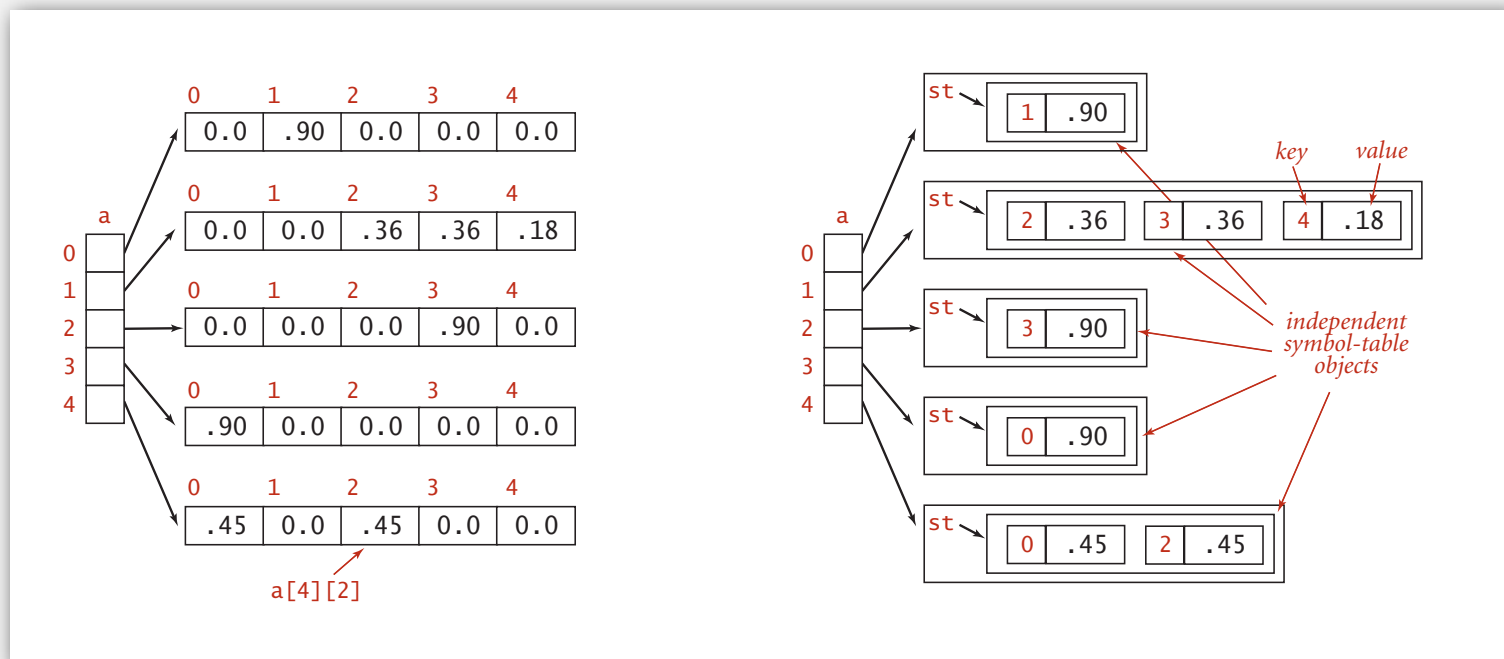 0 1 2 3 4
0.0 .90 0.0 0.0 0.0
0 1 2 3 4
0.0 0.0 .36 .36 .18
a
0
1
2
3
4
0 1 2 3 4
0.0 0.0 0.0 .90 0.0
0 1 2 3 4
.90 0.0 0.0 0.0 0.0
0 1 2 3 4
.45 0.0 .45 0.0 0.0
a[4][2]
st
1 .90
key value
st
2 .36 3 .36 4 .18
a
0
1
2
3
4
st
3 .90
independent
symbol-table
objects
st
0 .90
st
0 .45 2 .45